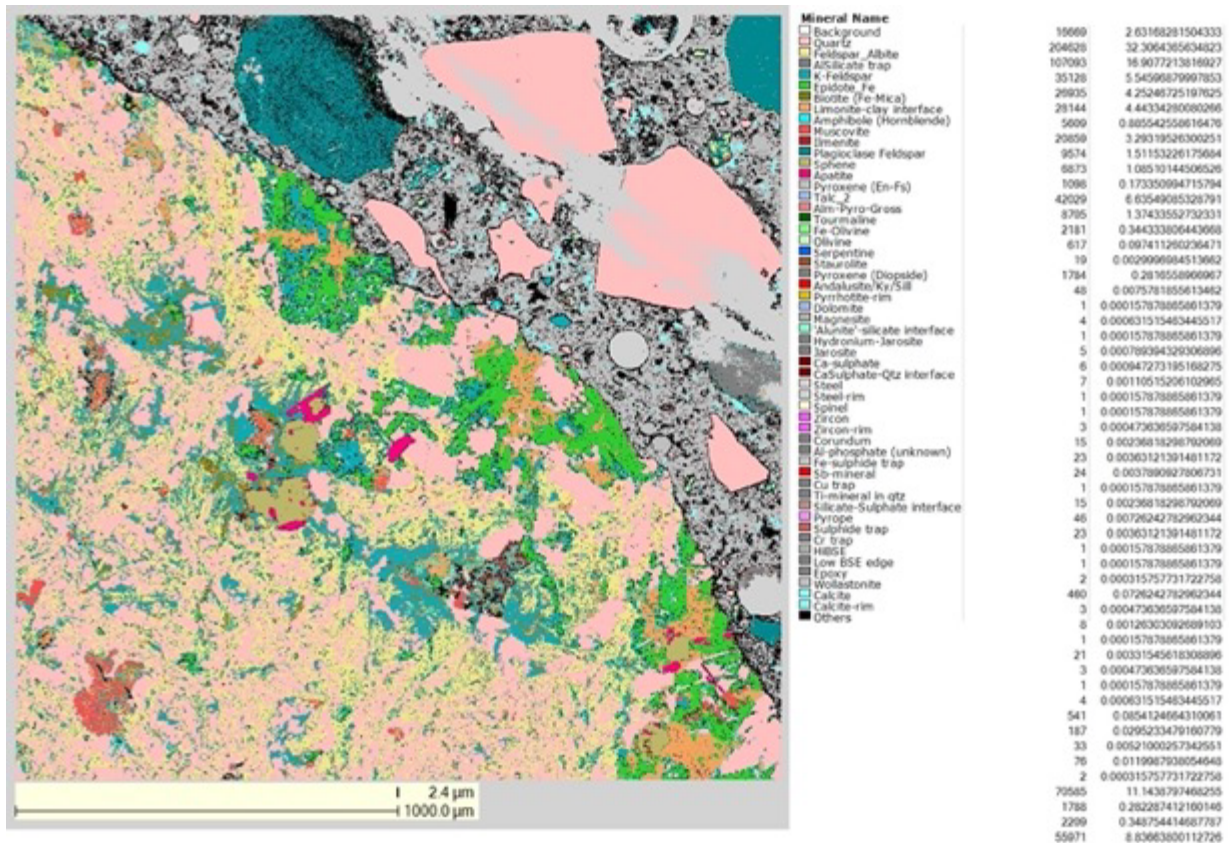 Mineral Name
Background
Quartz
Feldspar_Albite
AlSilicate trap
K-Feldspar
Epidote_Fe
Biotite (Fe-Mica)
Limonite-clay interface
Amphibole (Hornblende)
Muscovite
Ilmenite
Plagioclase Feldspar
Sphene
Apatite
Pyroxene (En-Fs)
Talc_2
Alm-Pyro-Gross
Tourmaline
Fe-Olivine
Olivine
Serpentine
Staurolite
Pyroxene (Diopside)
Andalusite/Ky/Sill
Pyrrhotite-rim
Dolomite
Magnesite
'Alunite'-silicate interface
Hydronium-Jarosite
Jarosite
Ca-sulphate
CaSulphate-Qtz interface
Steel
Steel-rim
Spinel
Zircon
Zircon-rim
Corundum
Al-phosphate (unknown)
Fe-sulphide trap
Sb-mineral
Cu trap
Ti-mineral in qtz
Silicate-Sulphate interface
Pyrope
Sulphide trap
Cr trap
HiBSE
Low BSE edge
Epoxy
Wollastonite
Calcite
Calcite-rim
Others
16669 2.63168281504333
204628 32.3064365634823
107093 16.9077213816927
35128 5.54596879997853
26935 4.25246725197625
28144 4.44334280080266
5609 0.885542558616476
20859 3.29319526300251
9574 1.51153226175684
6873 1.08510144506526
1098 0.173350994715794
42029 6.63549085328791
8705 1.37433552732331
2181 0.344333806443668
617 0.097411260236471
19 0.00299969845 13662
1784 0.2816558966967
48 0.0075781855613462
1 0.000157878865861379
4 0.000631515463445517
1 0.000157878865861379
5 0.000789394329306896
6 0.000947273195168275
7 0.00110515206102965
1 0.000157878865861379
1 0.000157878865861379
3 0.000473636597584138
15 0.00236818298792069
23 0.00363121391481172
24 0.0037890927806731
1 0.000157878865861379
15 0.00236818298792069
46 0.00726242782962344
23 0.00363121391481172
1 0.000157878865861379
1 0.000157878865861379
2 0.000315757731722758
460 0.0726242782962344
3 0.000473636597584138
8 0.00126303092689103
1 0.000157878865861379
21 0.00331545618308896
3 0.000473636597584138
1 0.000157878865861379
4 0.000631515463445517
541 0.0854124664310061
187 0.0295233479160779
33 0.00521000257342551
76 0.0119987938054648
2 0.000315757731722758
70585 11.1438797468255
1788 0.282287412160146
2209 0.348754414687787
55971 8.83663800112726
2.4 µm
1000.0 µm